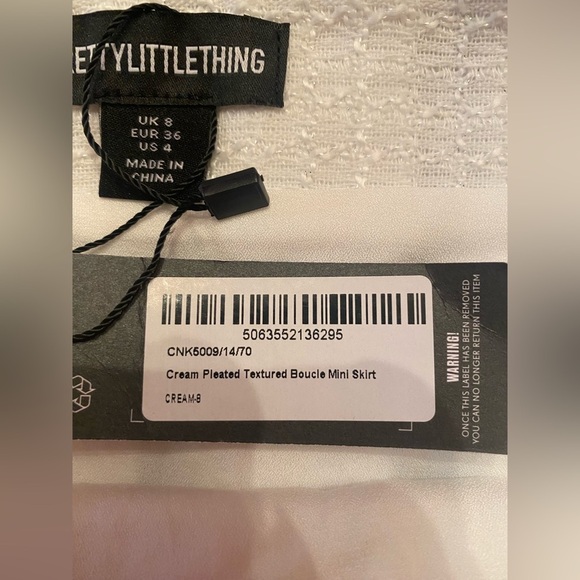 ETTYLITTLETHING
UK 8
EUR 36
US 4
MADE IN
CHINA
5063552136295
CNK5009/14/70
Cream Pleated Textured Boucle Mini Skirt
CREAM-8
WARNING!
ONCE THIS LABEL HAS BEEN REMOVED
YOU CAN NO LONGER RETURN THIS ITEM